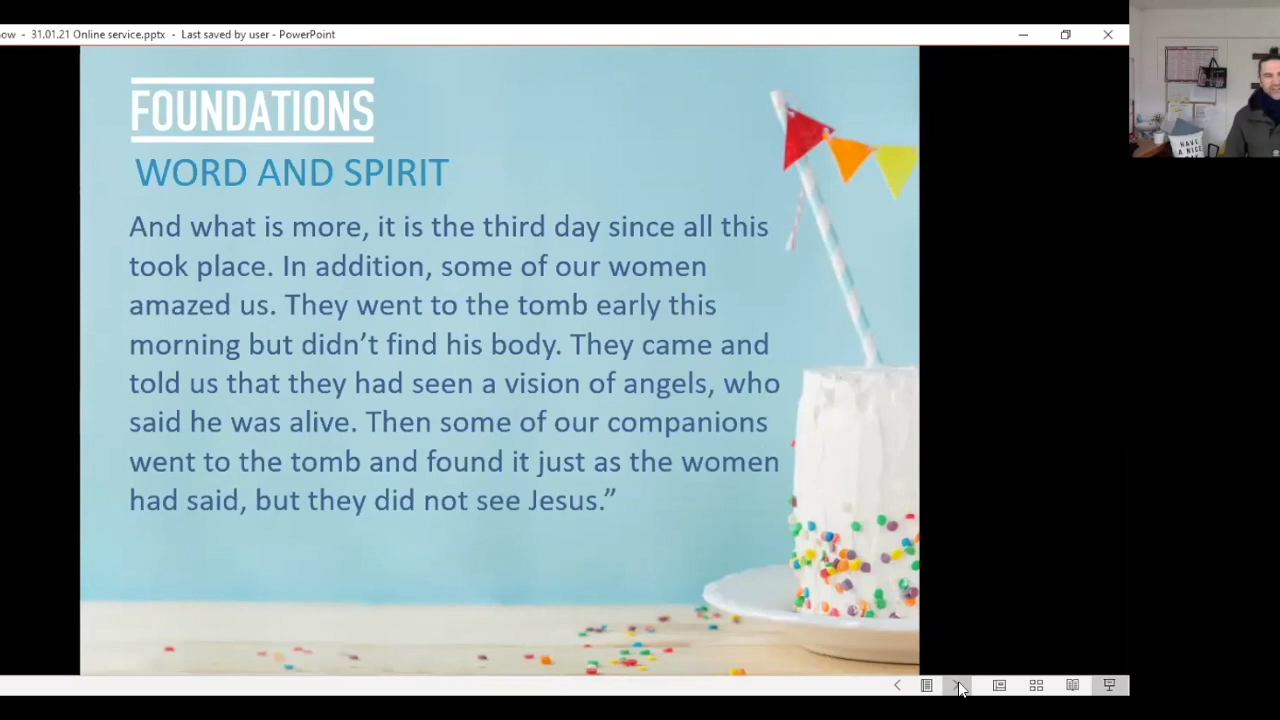 ow - 31.01.21 Online service.pptx - Last saved by user - PowerPoint
FOUNDATIONS
WORD AND SPIRIT
And what is more, it is the third day since all this
took place. In addition, some of our women
amazed us. They went to the tomb early this
morning but didn’t find his body. They came and
told us that they had seen a vision of angels, who
said he was alive. Then some of our companions
went to the tomb and found it just as the women
had said, but they did not see Jesus.”
HAVE
A NICE